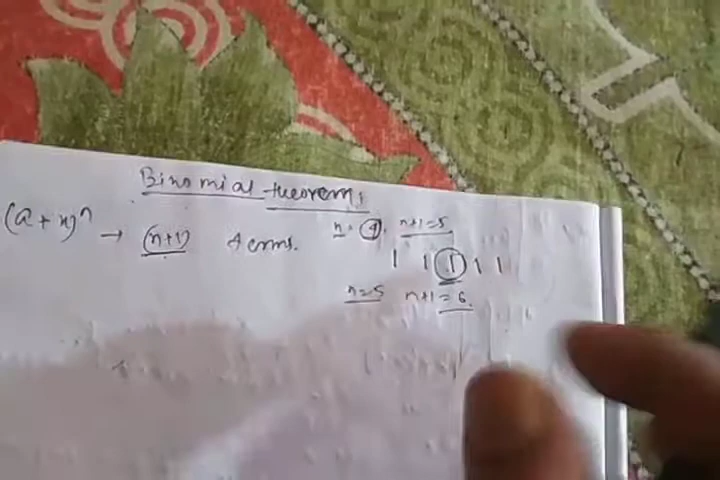 Binomial theorem,
(a + x)ⁿ → (n+1) terms. n = 4, n+1=5
1 1 1 1 1
n=5 n+1 = 6.